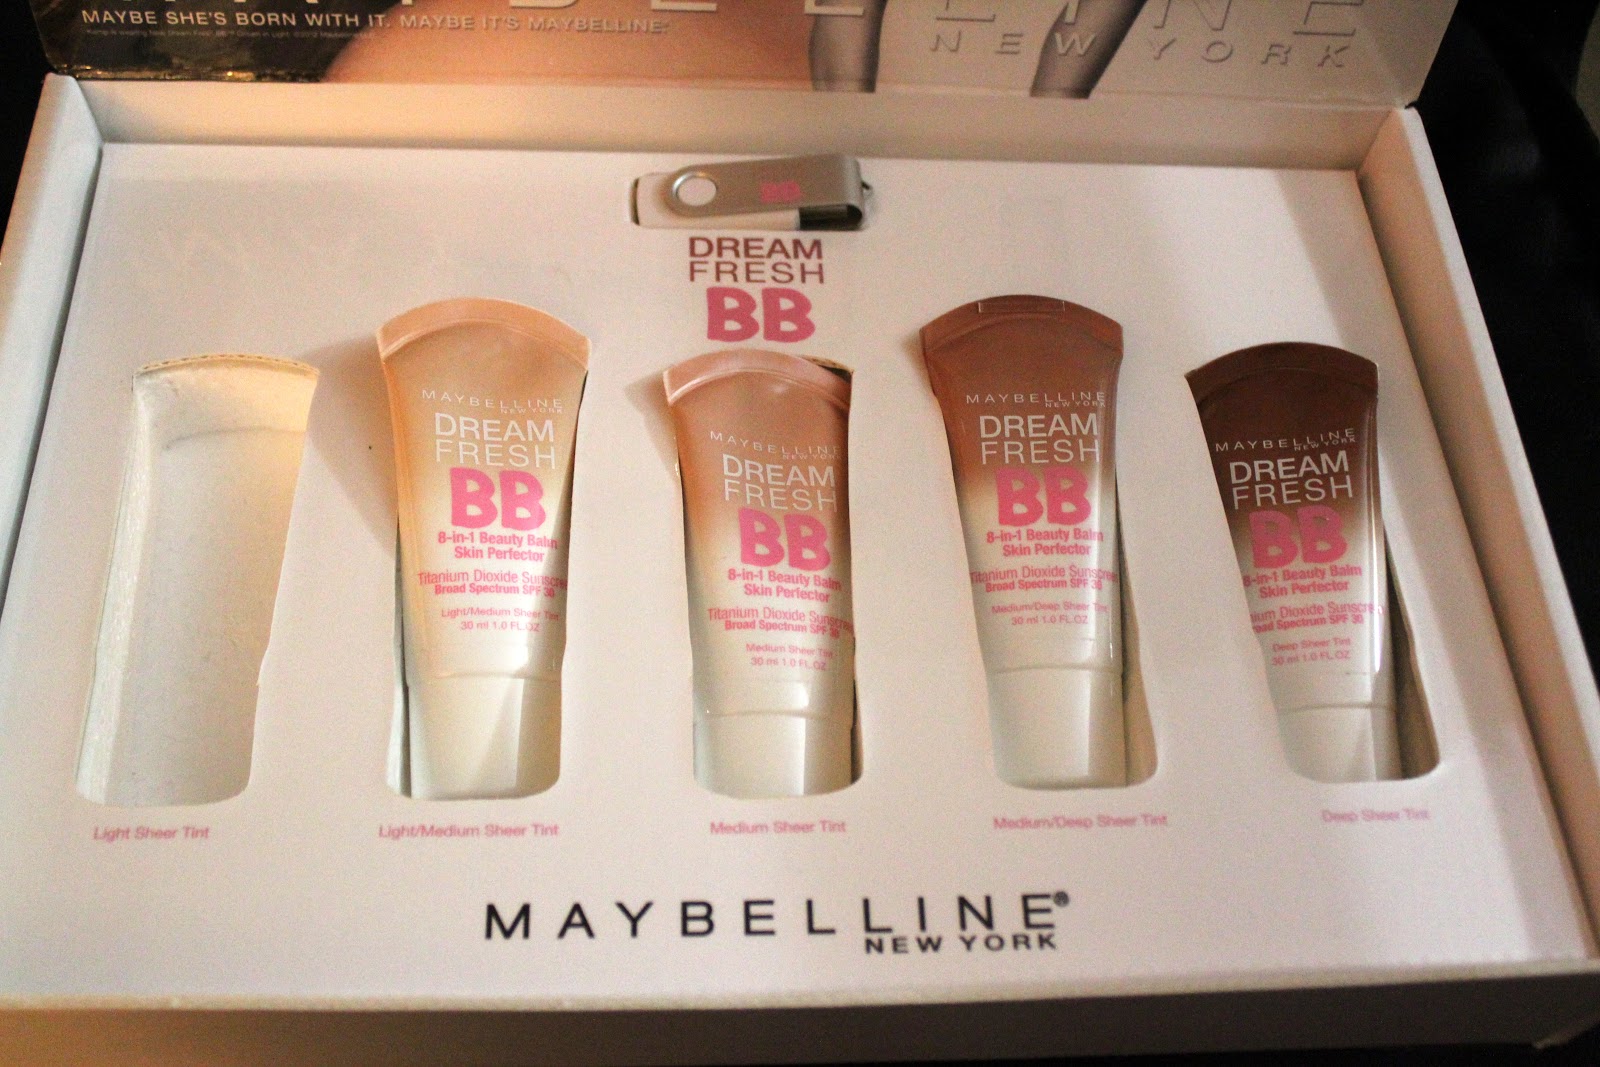 MAYBELLINE
NEW YORK
MAYBE SHE'S BORN WITH IT. MAYBE IT'S MAYBELLINE.®
BB
DREAM
FRESH
BB
MAYBELLINE
NEW YORK
DREAM
FRESH
BB
8-in-1 Beauty Balm
Skin Perfector
Titanium Dioxide Sunscreen
Broad Spectrum SPF 30
Light/Medium Sheer Tint
30 ml 1.0 FL.OZ
MAYBELLINE
NEW YORK
DREAM
FRESH
BB
8-in-1 Beauty Balm
Skin Perfector
Titanium Dioxide Sunscreen
Broad Spectrum SPF 30
Medium Sheer Tint
30 ml 1.0 FL.OZ
MAYBELLINE
NEW YORK
DREAM
FRESH
BB
8-in-1 Beauty Balm
Skin Perfector
Titanium Dioxide Sunscreen
Broad Spectrum SPF 30
Medium/Deep Sheer Tint
30 ml 1.0 FL.OZ
MAYBELLINE
NEW YORK
DREAM
FRESH
BB
8-in-1 Beauty Balm
Skin Perfector
nium Dioxide Sunscree
oad Spectrum SPF 30
Deep Sheer Tint
30 ml 1.0 FL.OZ
Light Sheer Tint
Light/Medium Sheer Tint
Medium Sheer Tint
Medium/Deep Sheer Tint
Deep Sheer Tint
MAYBELLINE®
NEW YORK